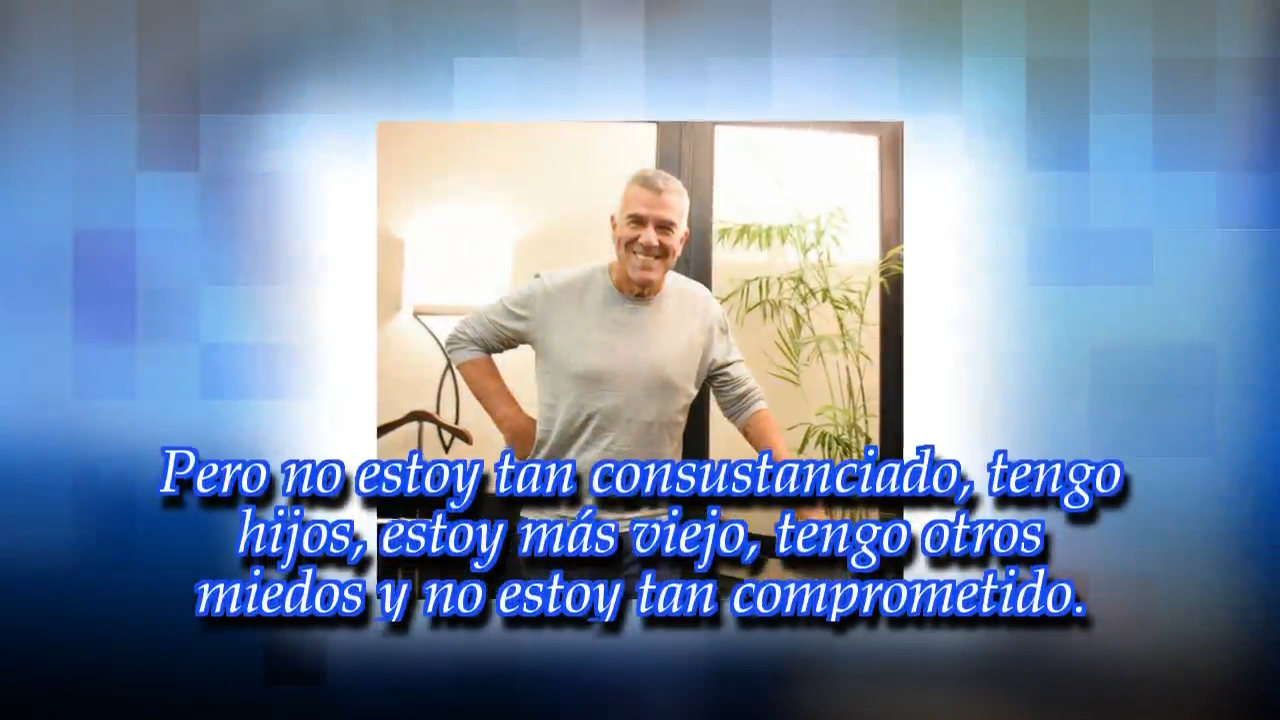 Pero no estoy tan consustanciado, tengo
hijos, estoy más viejo, tengo otros
miedos y no estoy tan comprometido.